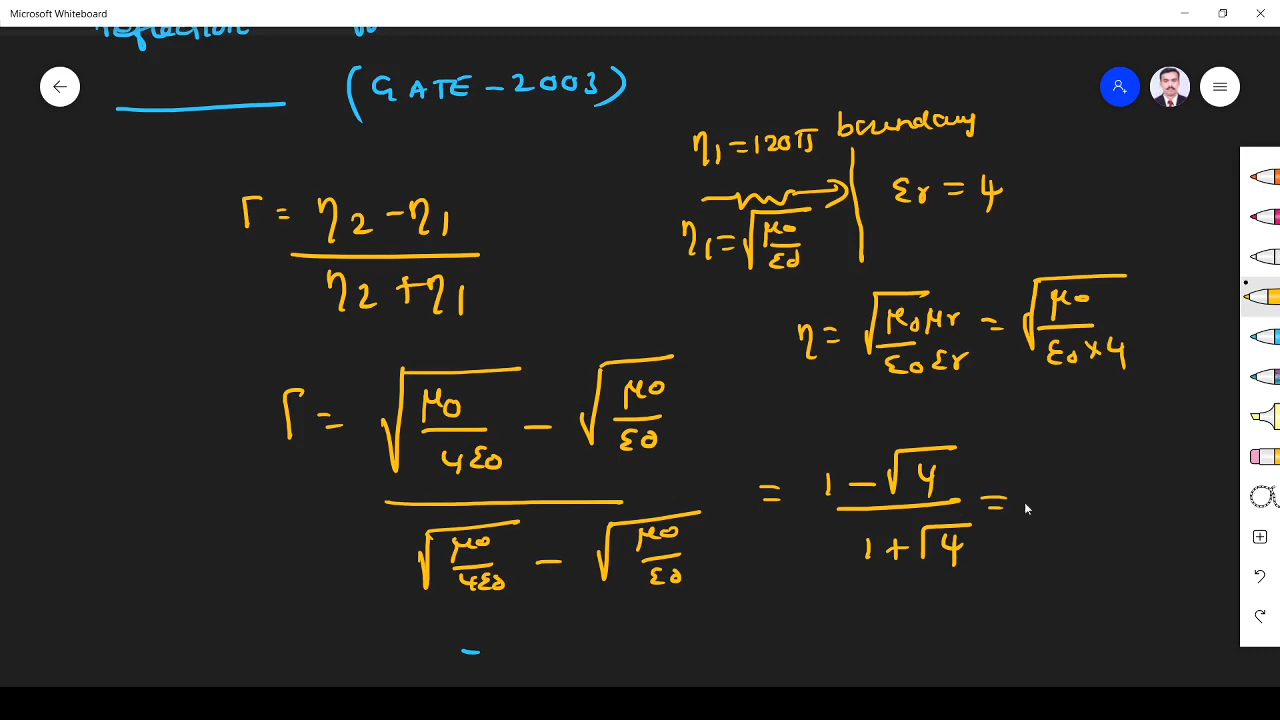 Microsoft Whiteboard
reflection
(GATE-2003)
η1 = 120π boundary
εr = 4
Γ = η2 - η1 / η2 + η1
η1 = √(μ0/ε0)
η = √(μ0μr/ε0εr) = √(μ0/ε0×4)
Γ = √(μ0/4ε0) - √(μ0/ε0) / √(μ0/4ε0) - √(μ0/ε0) = 1 - √4 / 1 + √4 =
-